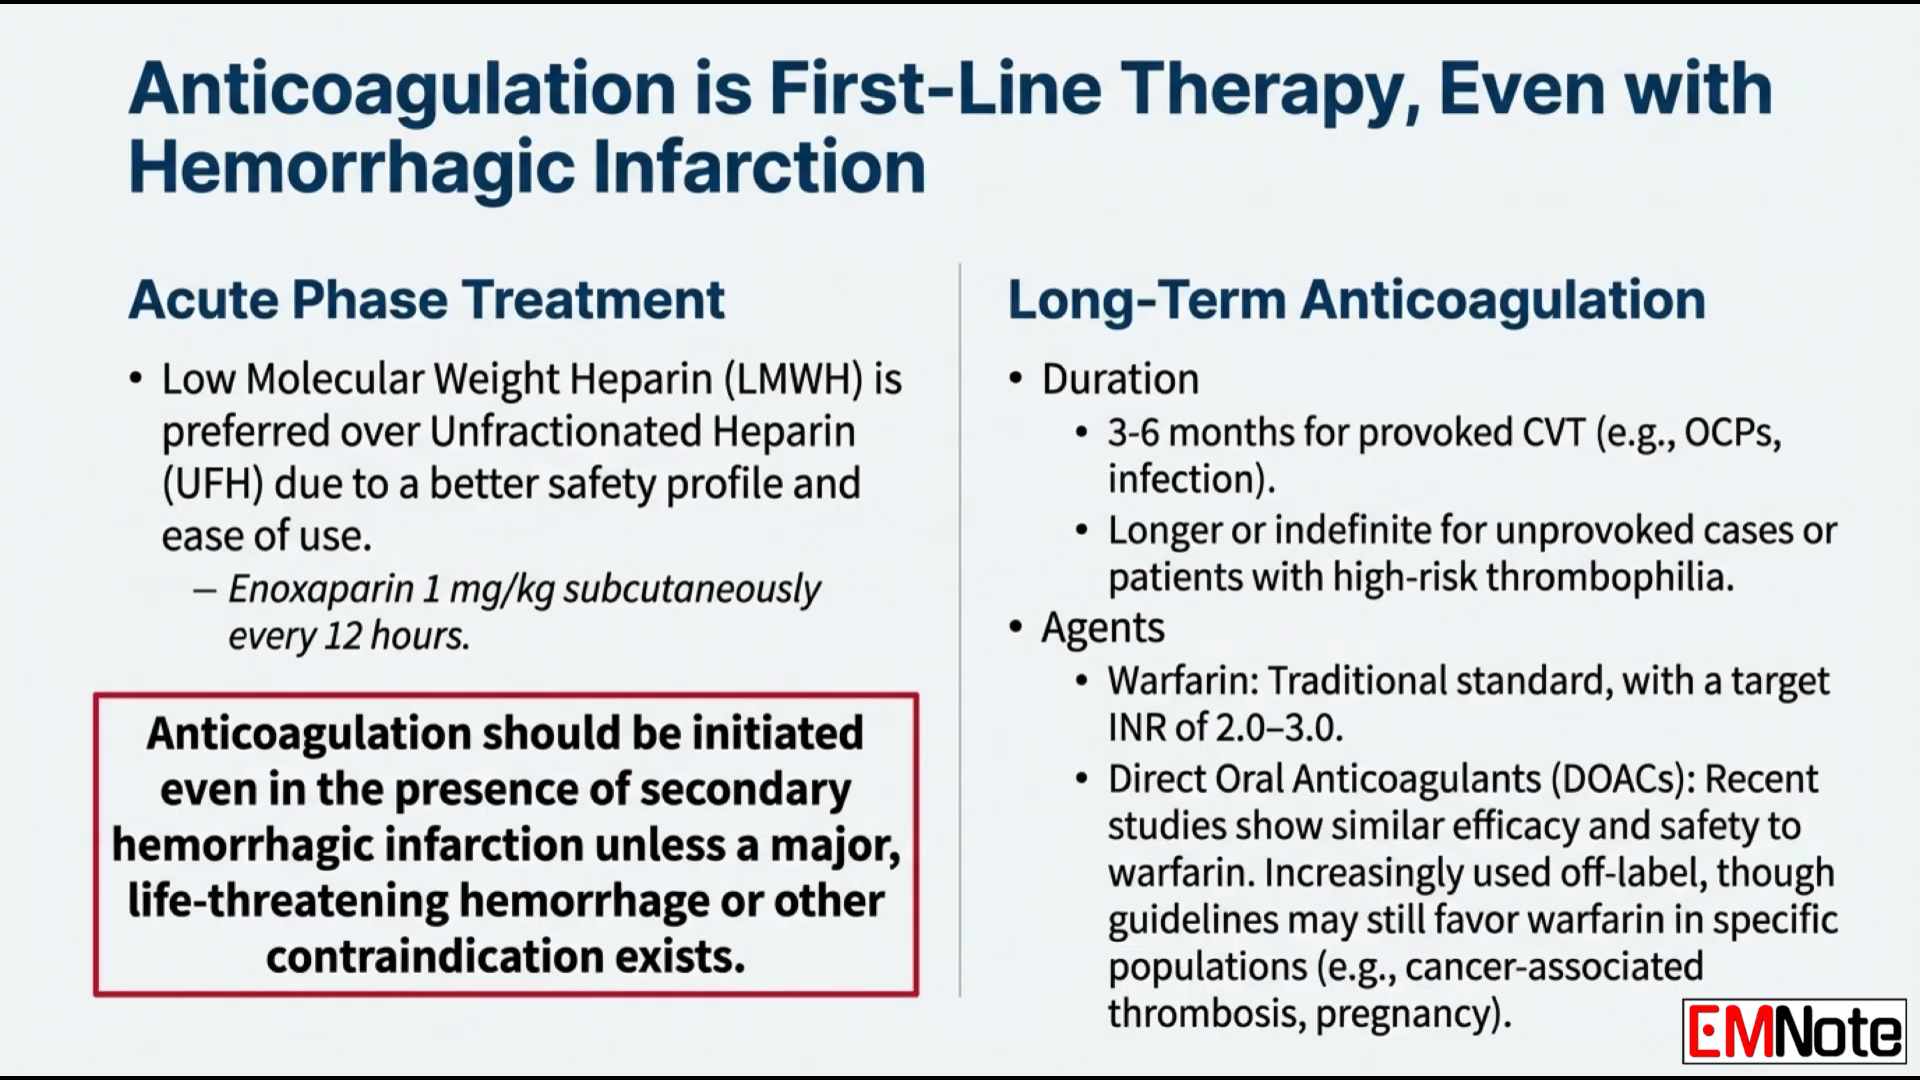 Anticoagulation is First-Line Therapy, Even with
Hemorrhagic Infarction
Acute Phase Treatment
• Low Molecular Weight Heparin (LMWH) is
preferred over Unfractionated Heparin
(UFH) due to a better safety profile and
ease of use.
– Enoxaparin 1 mg/kg subcutaneously
every 12 hours.
Anticoagulation should be initiated
even in the presence of secondary
hemorrhagic infarction unless a major,
life-threatening hemorrhage or other
contraindication exists.
Long-Term Anticoagulation
• Duration
• 3-6 months for provoked CVT (e.g., OCPs,
infection).
• Longer or indefinite for unprovoked cases or
patients with high-risk thrombophilia.
• Agents
• Warfarin: Traditional standard, with a target
INR of 2.0–3.0.
• Direct Oral Anticoagulants (DOACs): Recent
studies show similar efficacy and safety to
warfarin. Increasingly used off-label, though
guidelines may still favor warfarin in specific
populations (e.g., cancer-associated
thrombosis, pregnancy).
EMNote